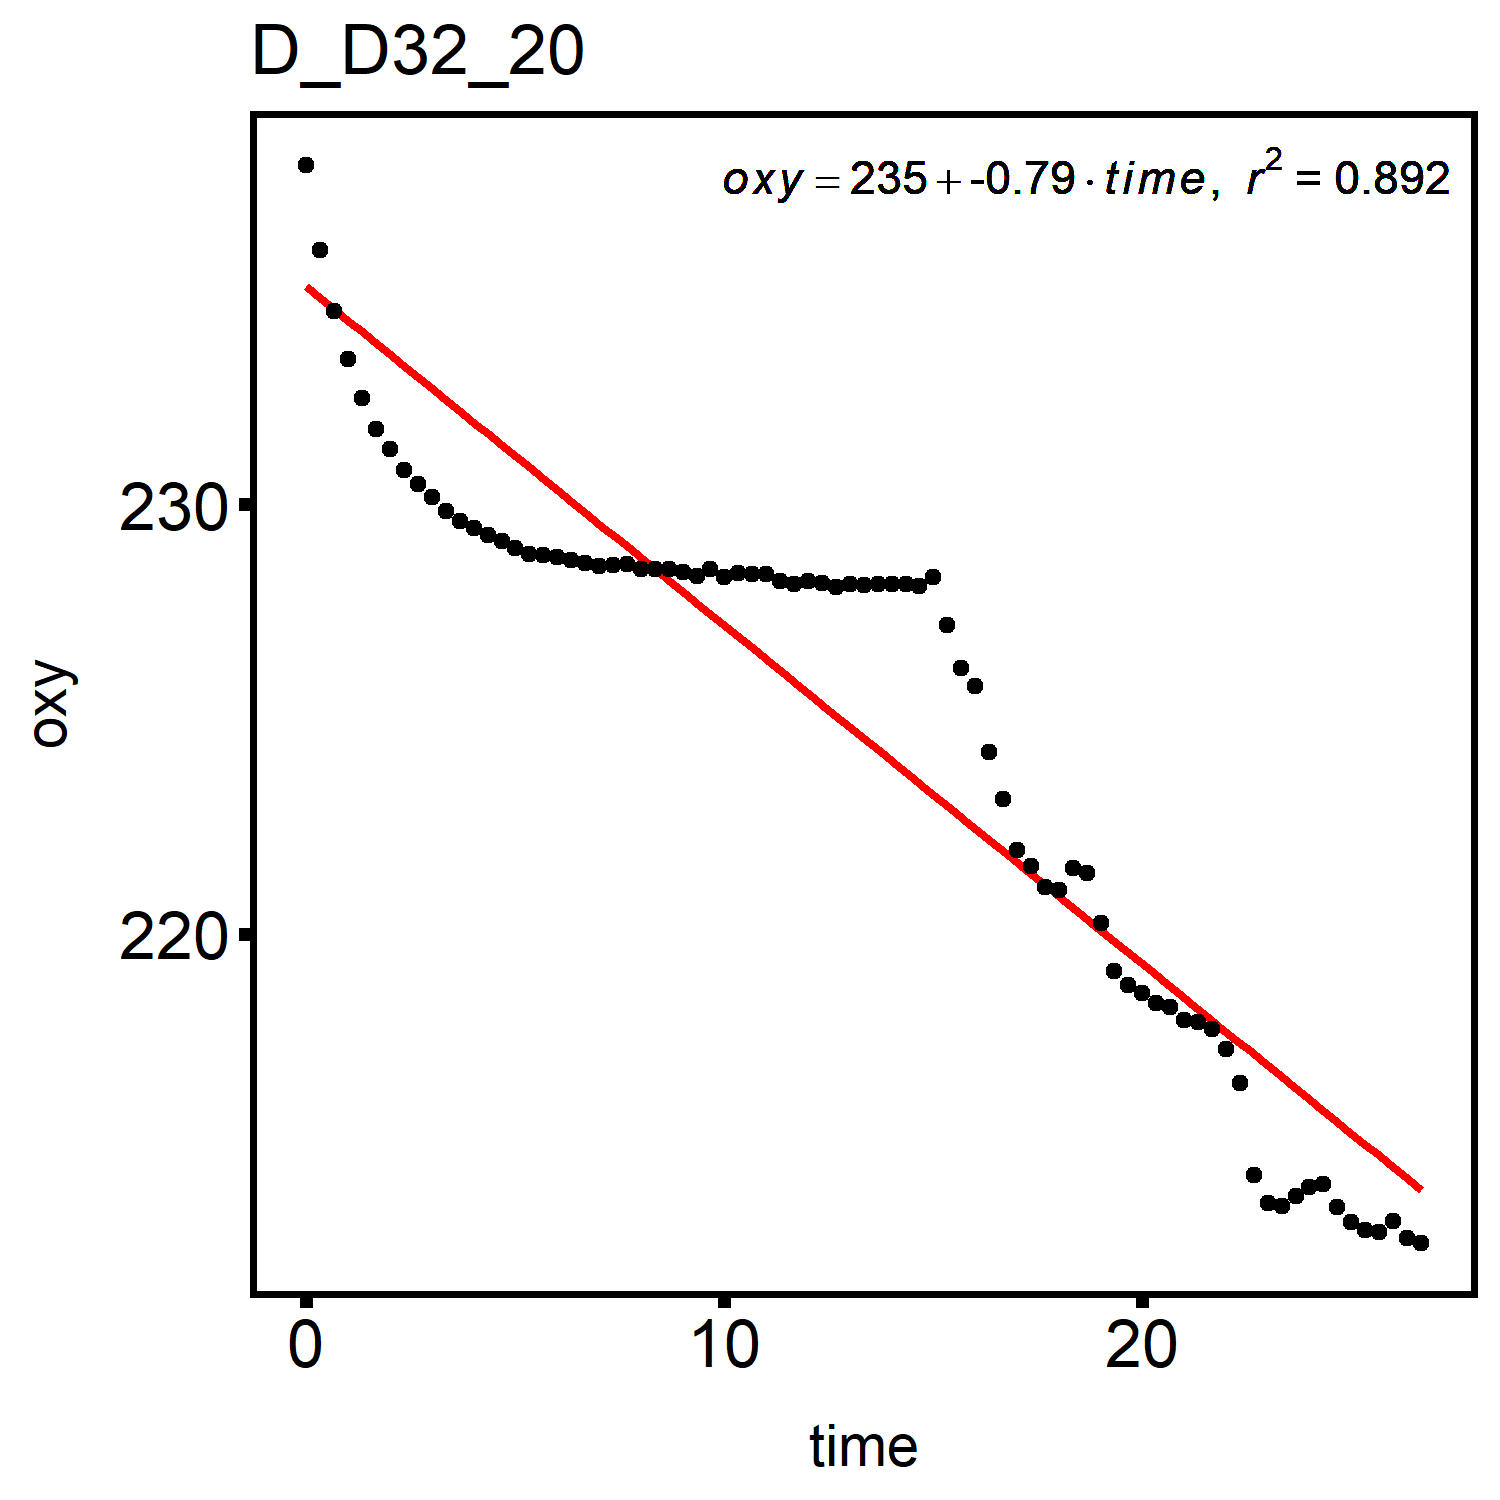 D_D32_20
oxy = 235 + -0.79 · time, r² = 0.892
230
220
oxy
0 10 20
time